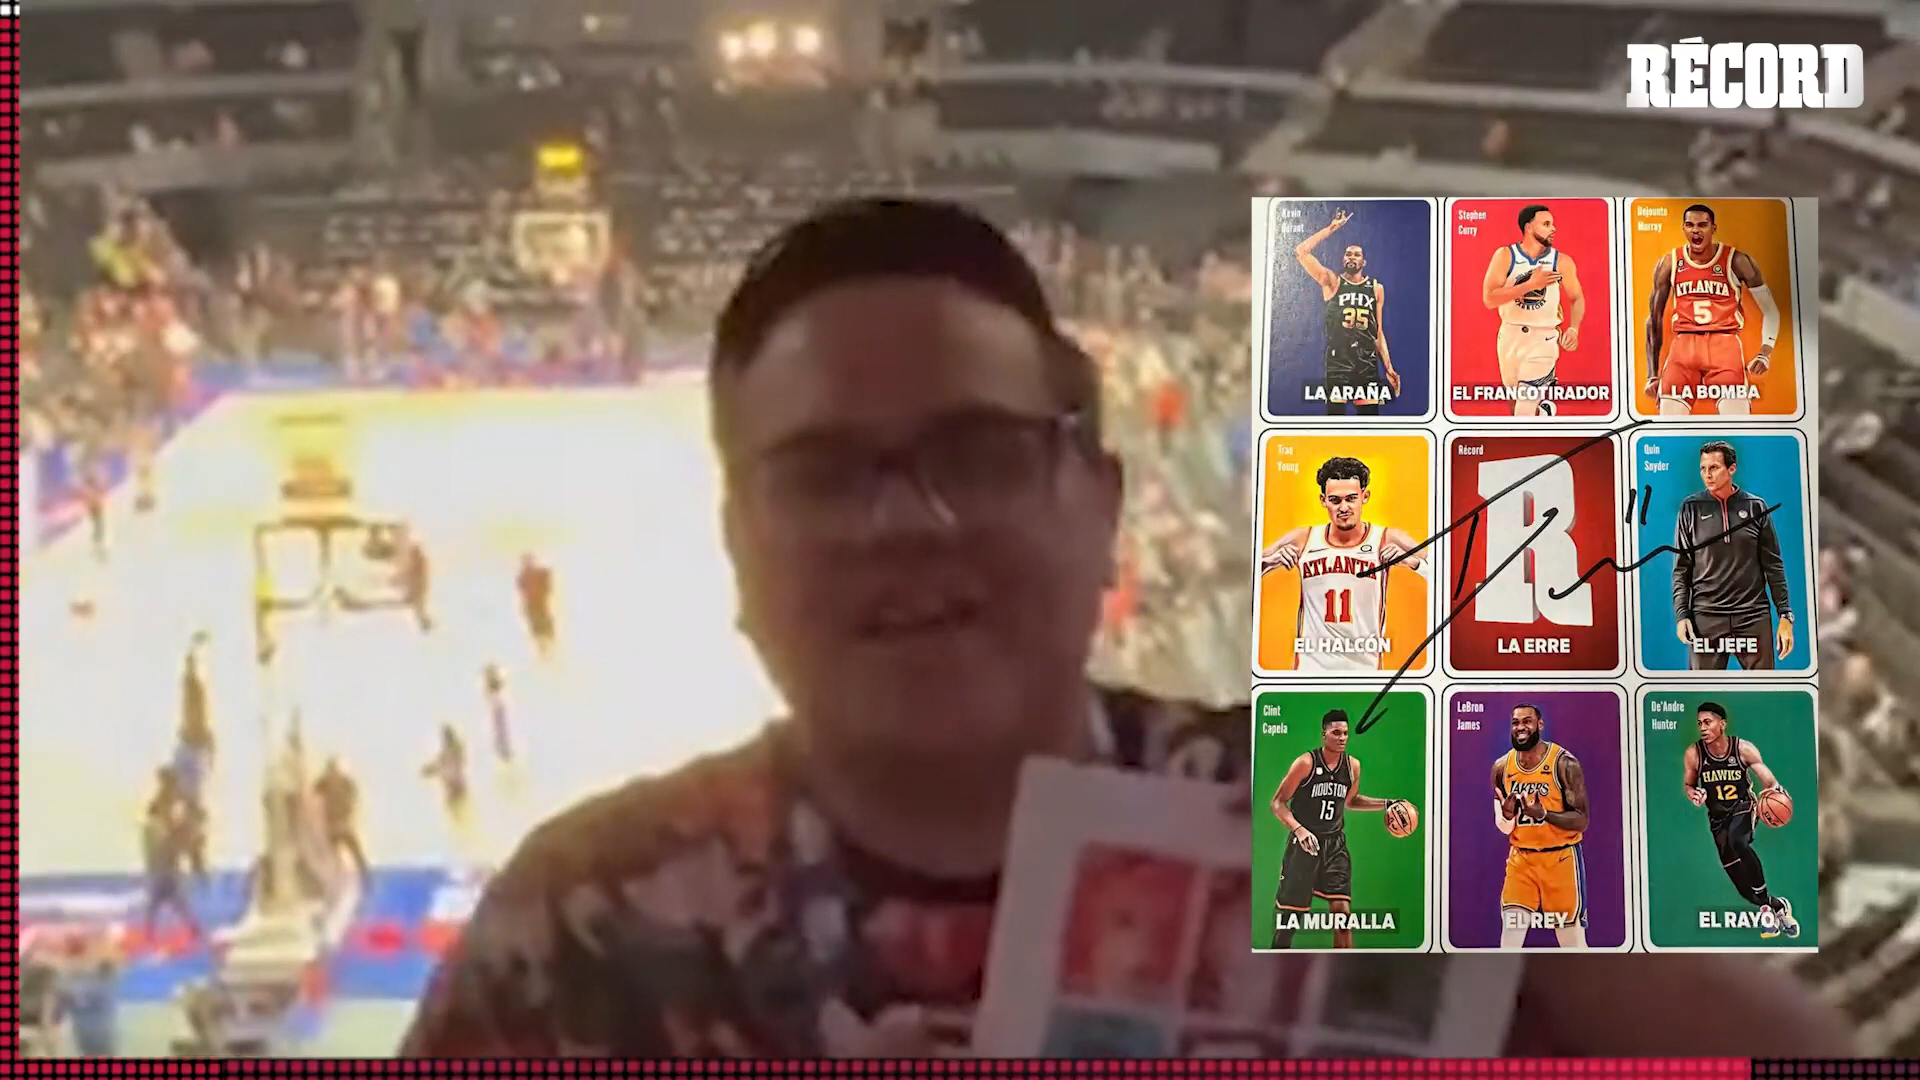 RÉCORD
Kevin
Durant
PHX
35
LA ARAÑA
Stephen
Curry
EL FRANCOTIRADOR
Dejounte
Murray
ATLANTA
5
LA BOMBA
Trae
Young
ATLANTA
11
EL HALCÓN
Récord
R
LA ERRE
11
Quin
Snyder
EL JEFE
Clint
Capela
HOUSTON
15
LA MURALLA
LeBron
James
LAKERS
EL REY
De'Andre
Hunter
HAWKS
12
EL RAYO